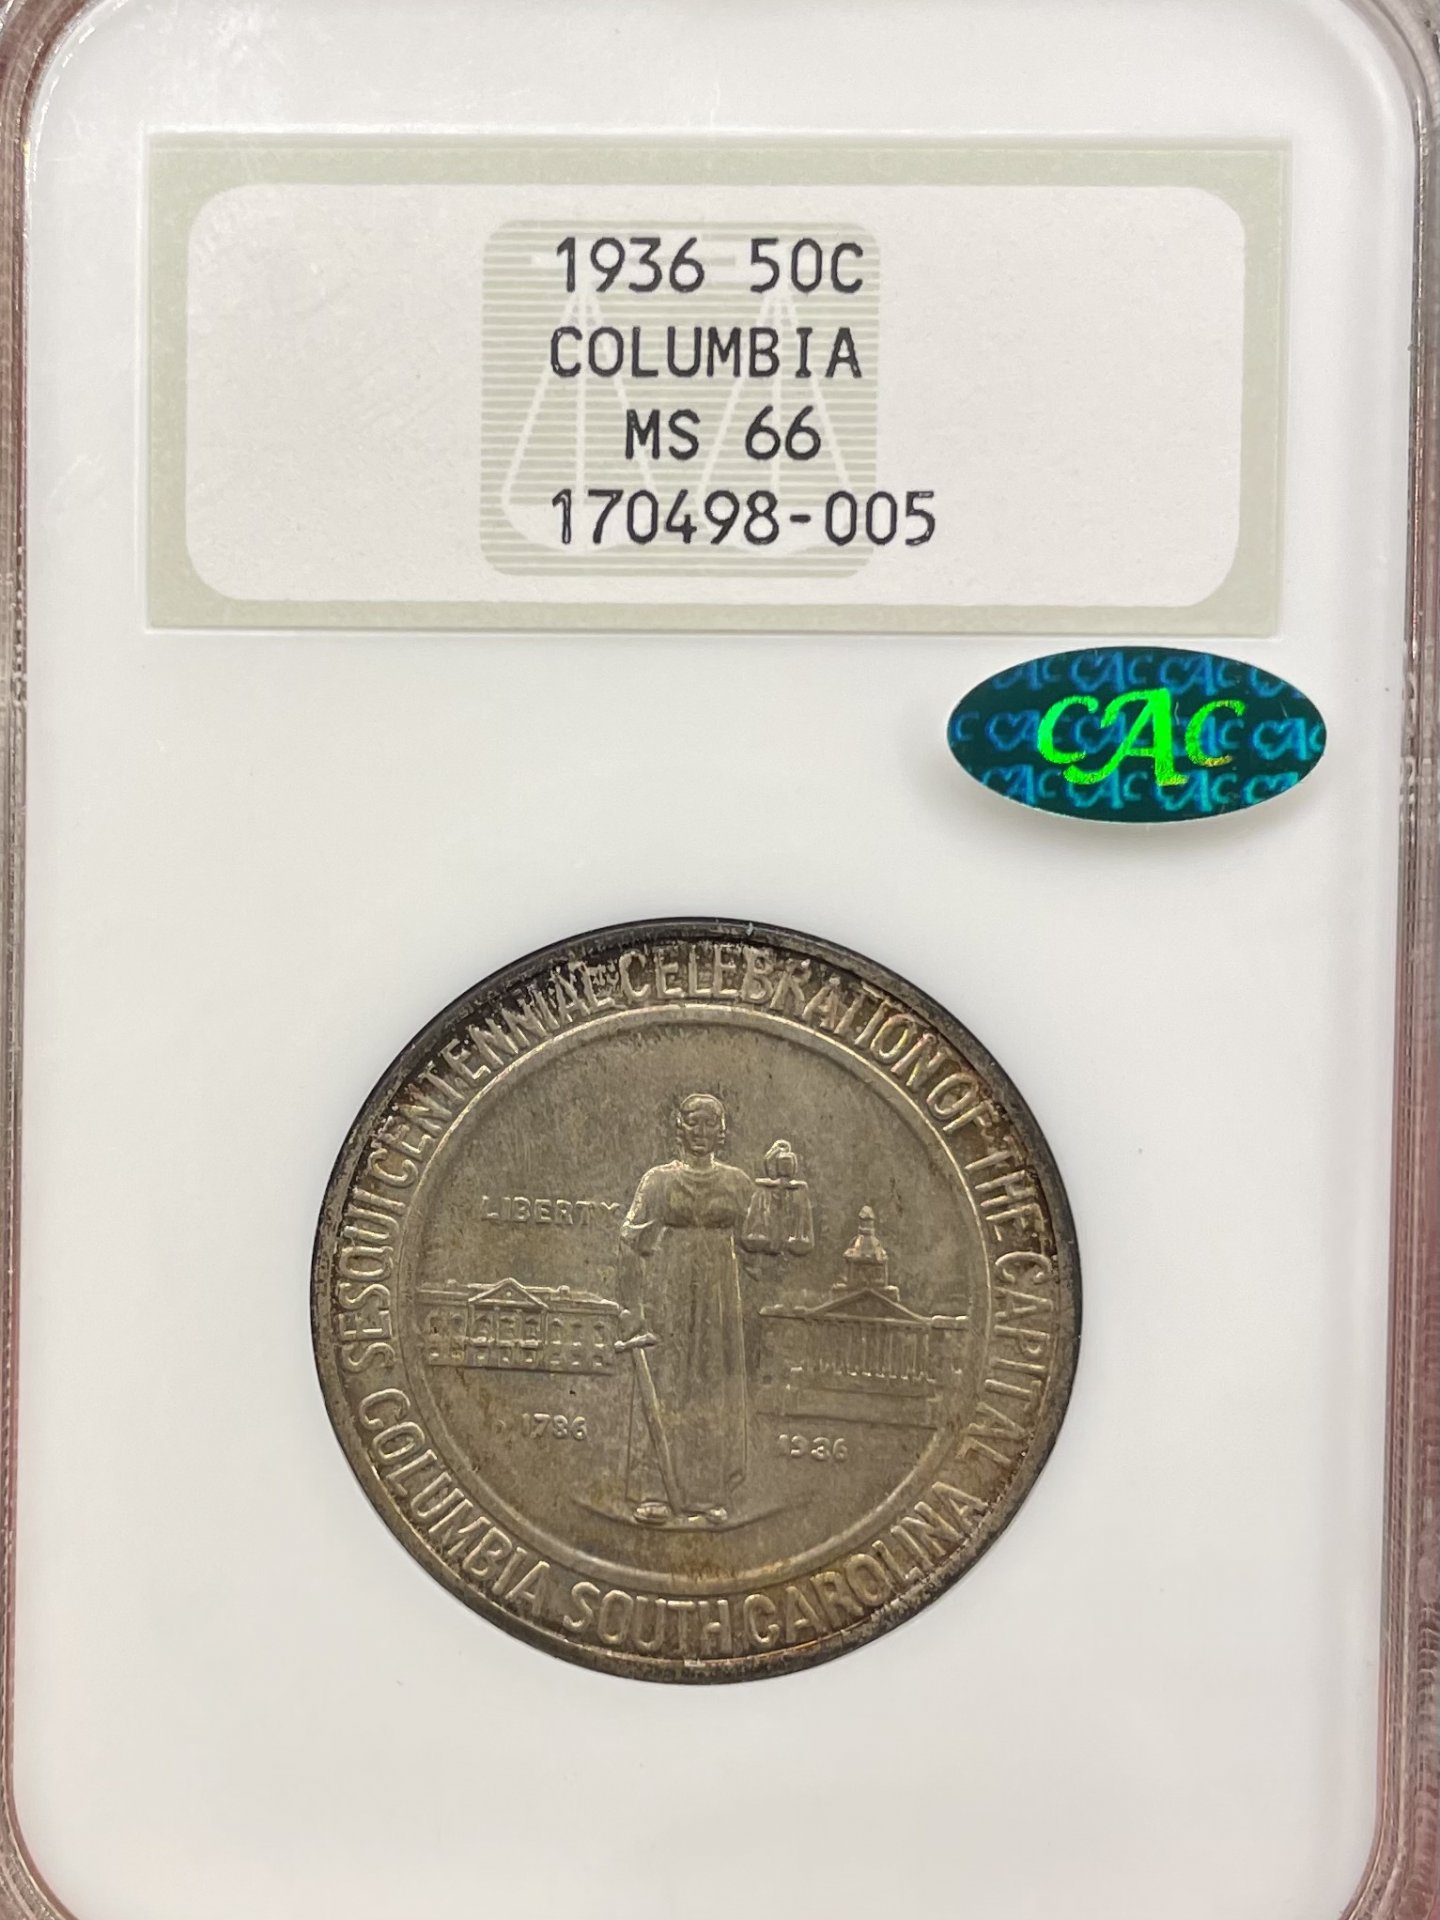 1936 50C
COLUMBIA
MS 66
170498-005
CAC
SESQUICENTENNIAL CELEBRATION OF THE CAPITAL
LIBERTY
1786
1936
COLUMBIA SOUTH CAROLINA